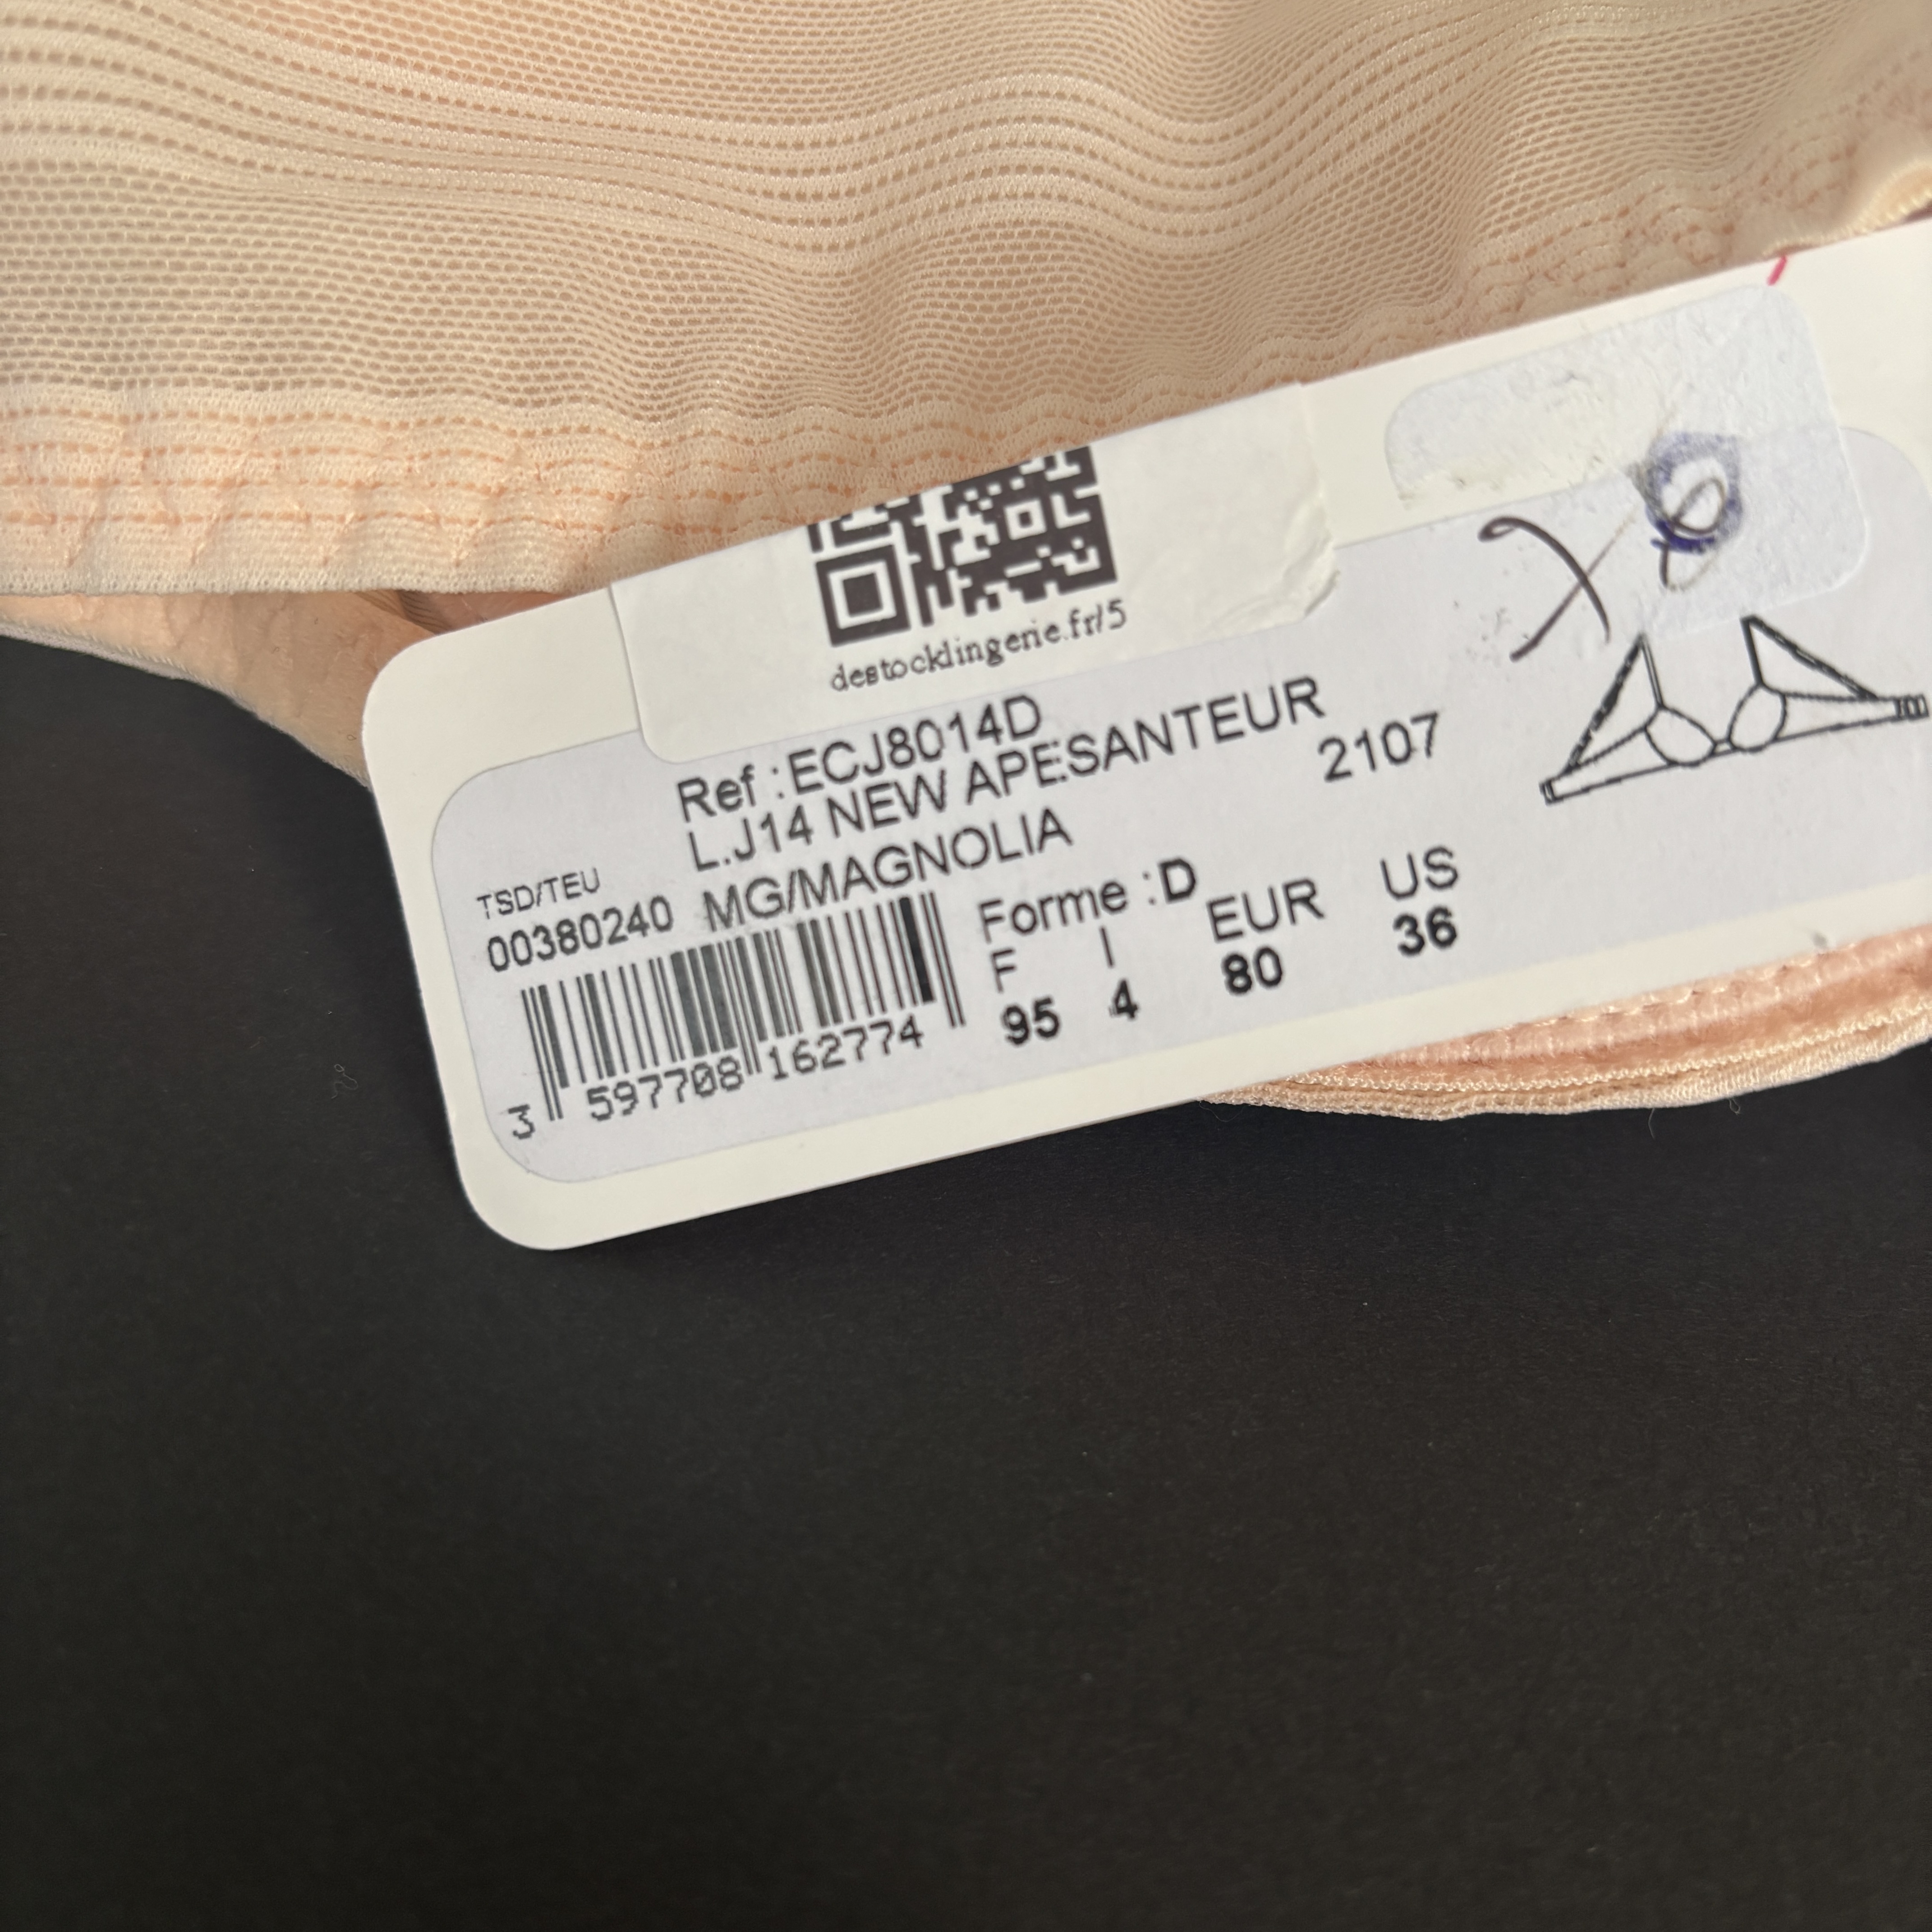 destocklingerie.fr/5
Ref :ECJ8014D
L.J14 NEW APESANTEUR
2107
TSD/TEU
00380240 MG/MAGNOLIA
Forme :D
F I EUR US
95 4 80 36
3 597708 162774